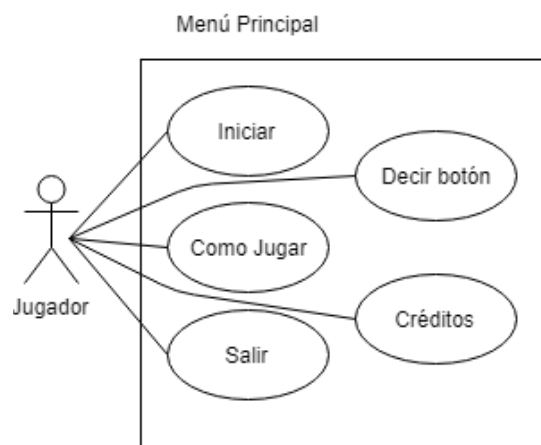 Menú Principal
Iniciar
Decir botón
Como Jugar
Jugador
Créditos
Salir